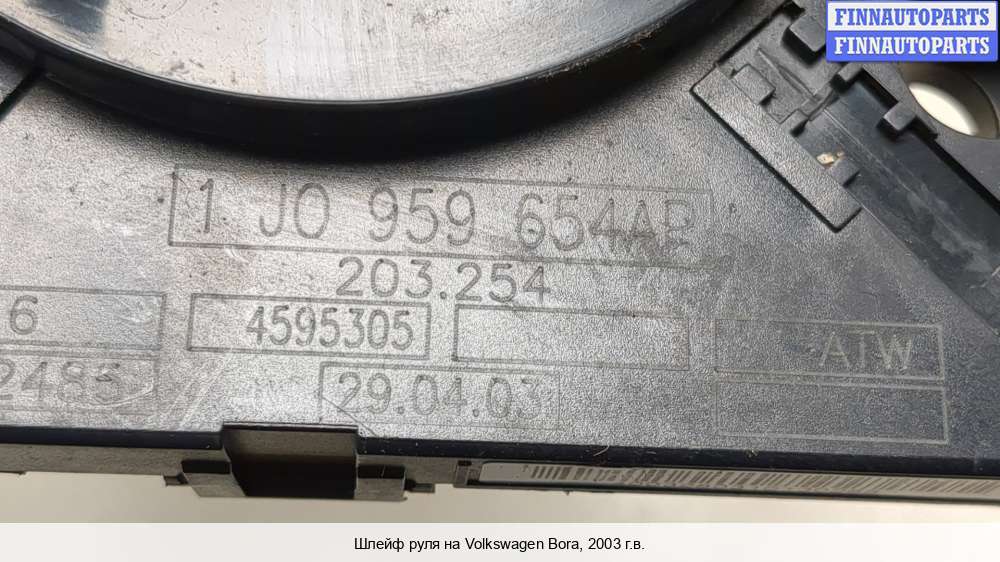 FINNAUTOPARTS
FINNAUTOPARTS
1 J0 959 654AP
203.254
6
4595305
ATW
2485
29.04.03
Шлейф руля на Volkswagen Bora, 2003 г.в.